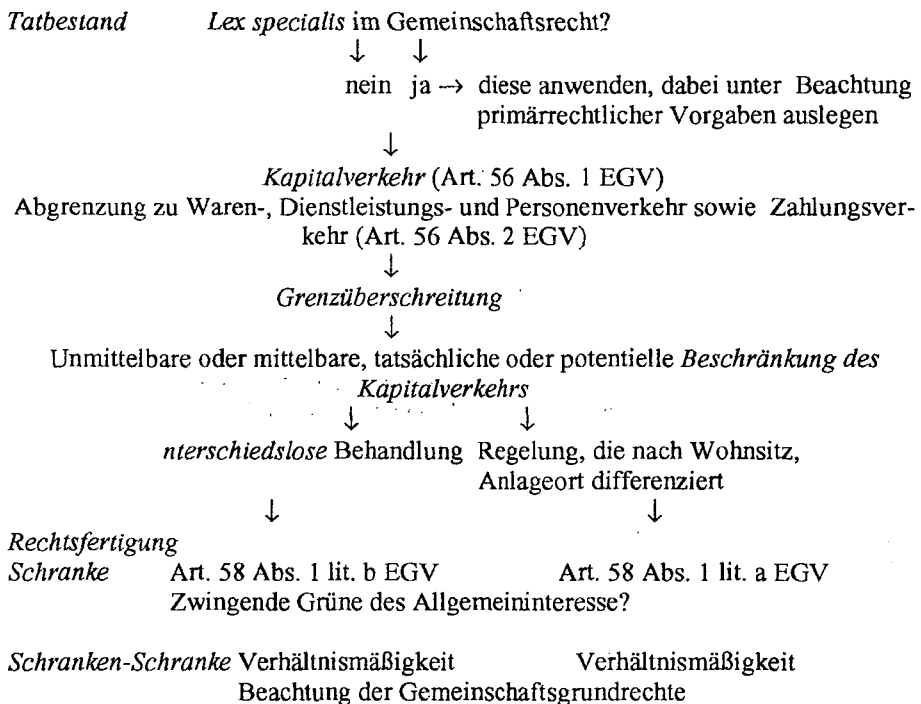 Tatbestand Lex specialis im Gemeinschaftsrecht?
↓ ↓
nein ja → diese anwenden, dabei unter Beachtung
primärrechtlicher Vorgaben auslegen
↓
Kapitalverkehr (Art. 56 Abs. 1 EGV)
Abgrenzung zu Waren-, Dienstleistungs- und Personenverkehr sowie Zahlungsver-
kehr (Art. 56 Abs. 2 EGV)
↓
Grenzüberschreitung
↓
Unmittelbare oder mittelbare, tatsächliche oder potentielle Beschränkung des
Kapitalverkehrs
↓ ↓
nterschiedslose Behandlung Regelung, die nach Wohnsitz,
Anlageort differenziert
↓ ↓
Rechtsfertigung
Schranke Art. 58 Abs. 1 lit. b EGV Art. 58 Abs. 1 lit. a EGV
Zwingende Grüne des Allgemeininteresse?
Schranken-Schranke Verhältnismäßigkeit Verhältnismäßigkeit
Beachtung der Gemeinschaftsgrundrechte